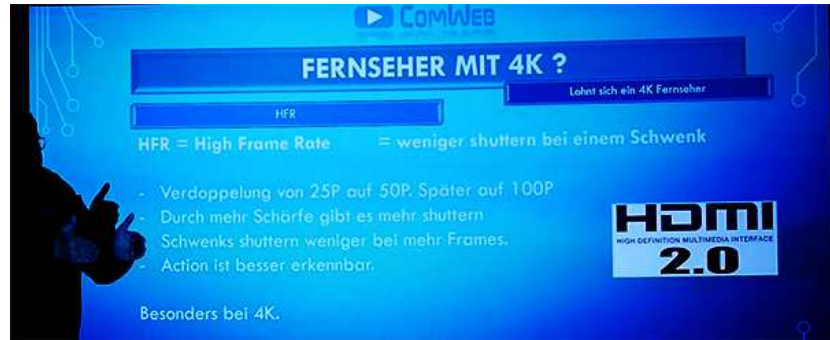 ComWeb
FERNSEHER MIT 4K ?
Lohnt sich ein 4K Fernseher
HFR
HFR = High Frame Rate = weniger shuttern bei einem Schwenk
- Verdoppelung von 25P auf 50P. Später auf 100P
- Durch mehr Schärfe gibt es mehr shuttern
Schwenks shuttern weniger bei mehr Frames.
- Action ist besser erkennbar.
Besonders bei 4K.
HDMI
HIGH DEFINITION MULTIMEDIA INTERFACE
2.0